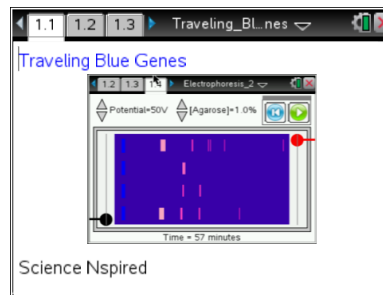 1.1 1.2 1.3 Traveling_Bl...nes
Traveling Blue Genes
1.2 1.3 1.4 Electrophoresis_2
Potential=50V [Agarose]=1.0%
Time = 57 minutes
Science Nspired